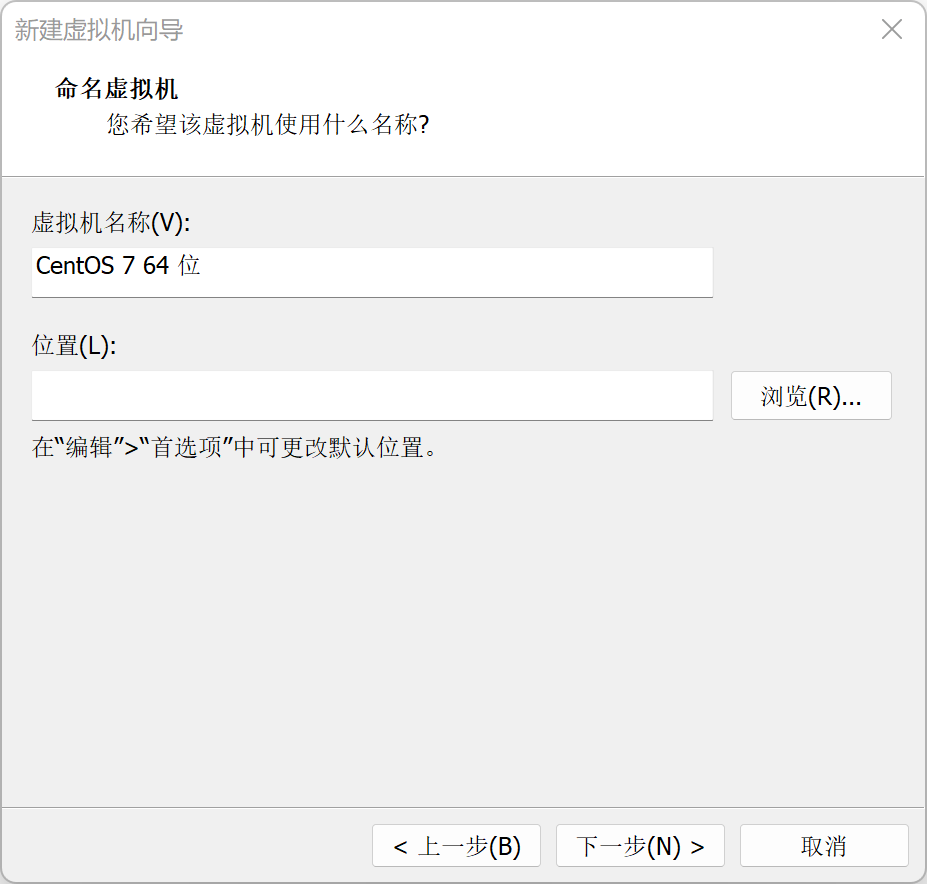 新建虚拟机向导
命名虚拟机
您希望该虚拟机使用什么名称?
虚拟机名称(V):
CentOS 7 64 位
位置(L):
浏览(R)...
在“编辑”>“首选项”中可更改默认位置。
< 上一步(B) 下一步(N) > 取消